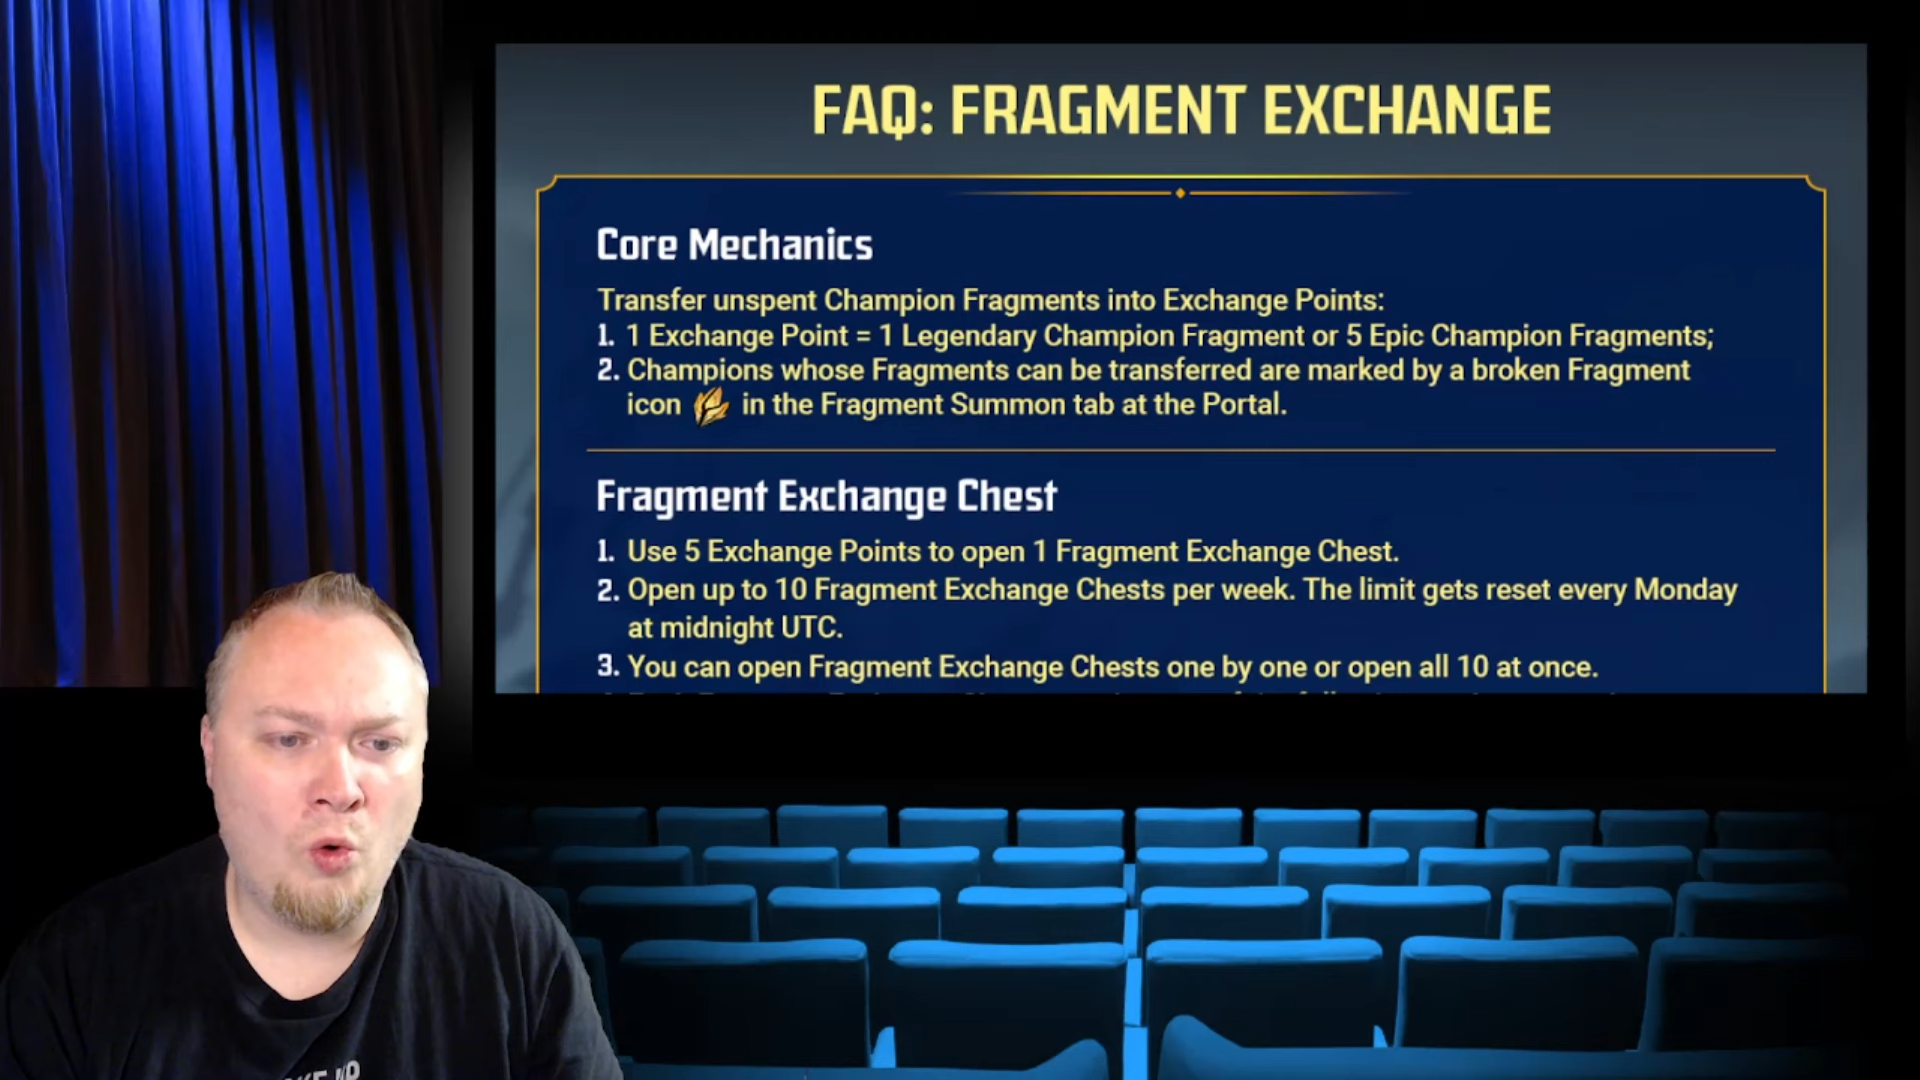 FAQ: FRAGMENT EXCHANGE
Core Mechanics
Transfer unspent Champion Fragments into Exchange Points:
1. 1 Exchange Point = 1 Legendary Champion Fragment or 5 Epic Champion Fragments;
2. Champions whose Fragments can be transferred are marked by a broken Fragment
icon in the Fragment Summon tab at the Portal.
Fragment Exchange Chest
1. Use 5 Exchange Points to open 1 Fragment Exchange Chest.
2. Open up to 10 Fragment Exchange Chests per week. The limit gets reset every Monday
at midnight UTC.
3. You can open Fragment Exchange Chests one by one or open all 10 at once.